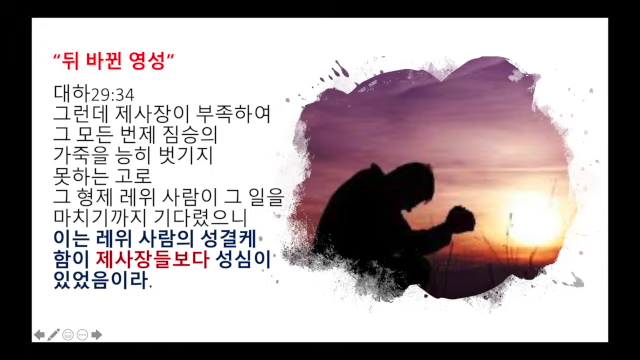 “뒤 바뀐 영성”
대하29:34
그런데 제사장이 부족하여
그 모든 번제 짐승의
가죽을 능히 벗기지
못하는 고로
그 형제 레위 사람이 그 일을
마치기까지 기다렸으니
이는 레위 사람의 성결케
함이 제사장들보다 성심이
있었음이라.